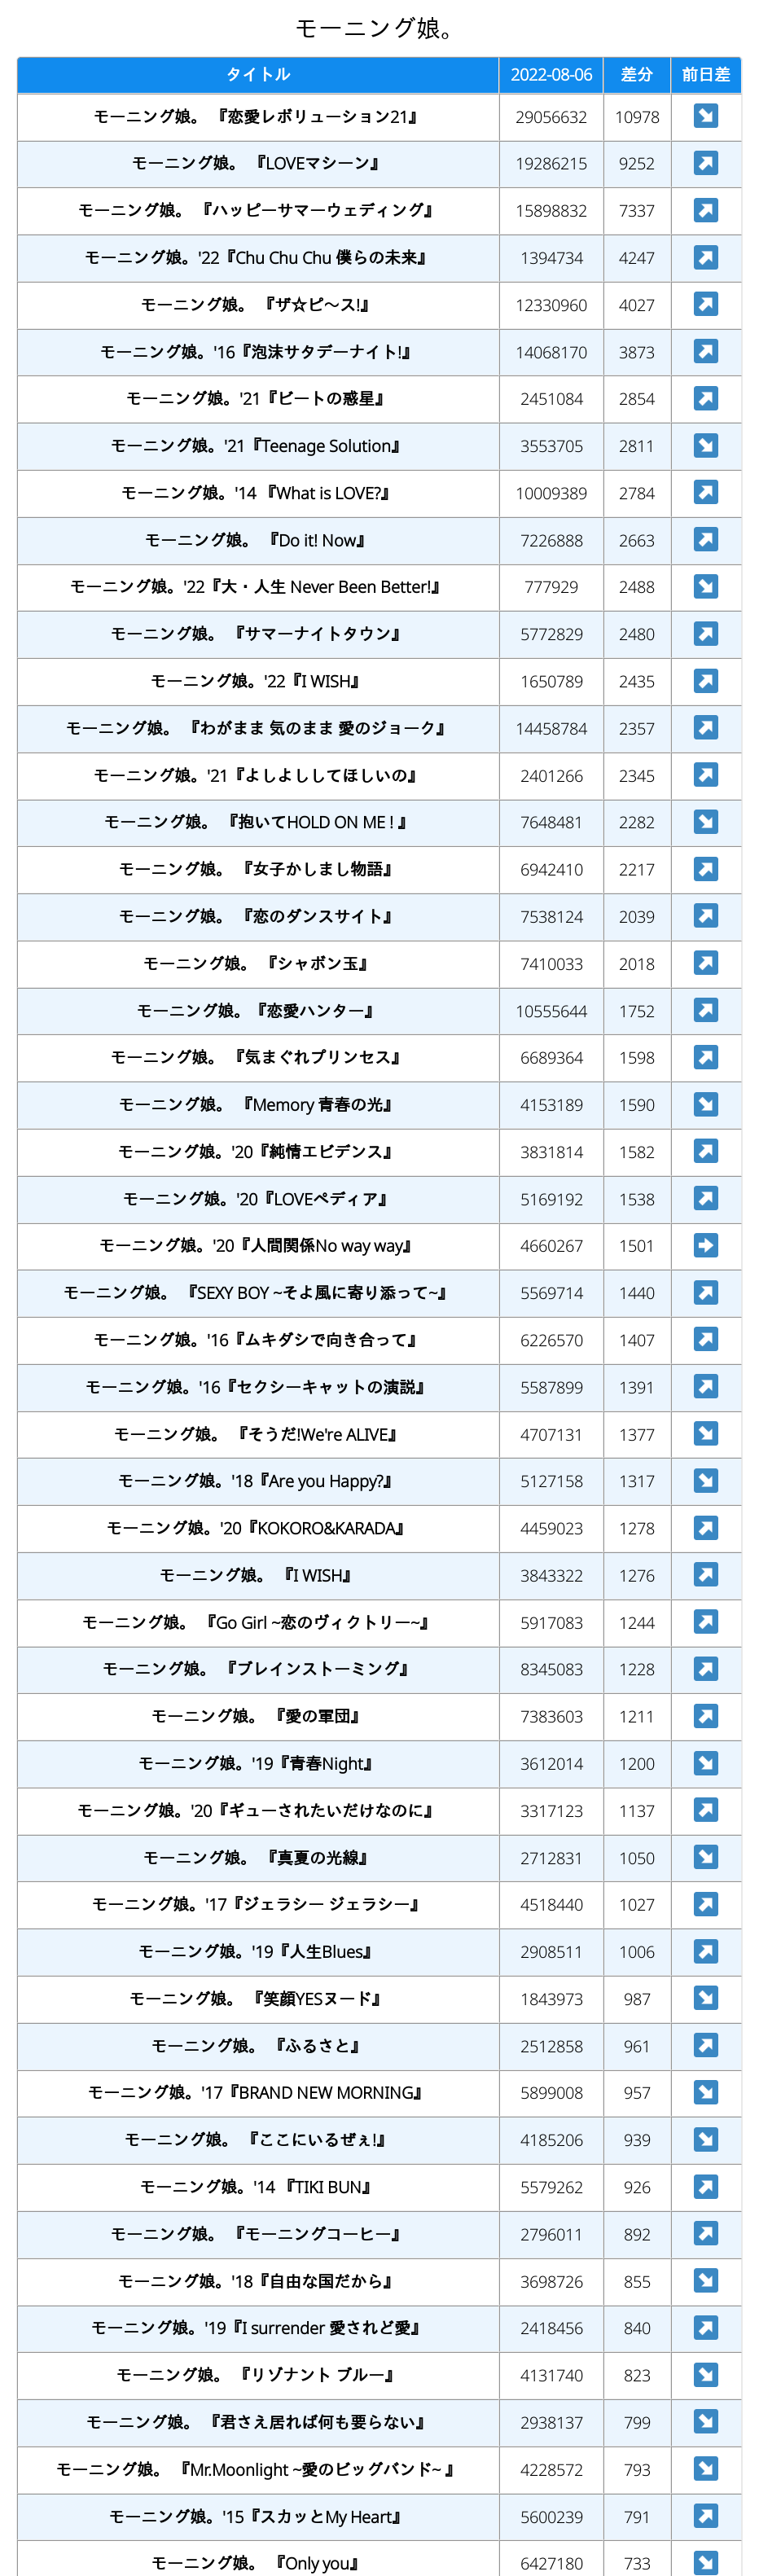 モーニング娘。
タイトル 2022-08-06 差分 前日差
モーニング娘。 『恋愛レボリューション21』 29056632 10978 ↘
モーニング娘。 『LOVEマシーン』 19286215 9252 ↗
モーニング娘。 『ハッピーサマーウェディング』 15898832 7337 ↗
モーニング娘。'22『Chu Chu Chu 僕らの未来』 1394734 4247 ↗
モーニング娘。 『ザ☆ピ〜ス!』 12330960 4027 ↗
モーニング娘。'16『泡沫サタデーナイト!』 14068170 3873 ↗
モーニング娘。'21『ビートの惑星』 2451084 2854 ↗
モーニング娘。'21『Teenage Solution』 3553705 2811 ↘
モーニング娘。'14 『What is LOVE?』 10009389 2784 ↗
モーニング娘。 『Do it! Now』 7226888 2663 ↗
モーニング娘。'22『大・人生 Never Been Better!』 777929 2488 ↘
モーニング娘。 『サマーナイトタウン』 5772829 2480 ↗
モーニング娘。'22『I WISH』 1650789 2435 ↗
モーニング娘。 『わがまま 気のまま 愛のジョーク』 14458784 2357 ↗
モーニング娘。'21『よしよししてほしいの』 2401266 2345 ↗
モーニング娘。 『抱いてHOLD ON ME ! 』 7648481 2282 ↘
モーニング娘。 『女子かしまし物語』 6942410 2217 ↗
モーニング娘。 『恋のダンスサイト』 7538124 2039 ↗
モーニング娘。 『シャボン玉』 7410033 2018 ↗
モーニング娘。『恋愛ハンター』 10555644 1752 ↗
モーニング娘。 『気まぐれプリンセス』 6689364 1598 ↗
モーニング娘。 『Memory 青春の光』 4153189 1590 ↘
モーニング娘。'20『純情エビデンス』 3831814 1582 ↗
モーニング娘。'20『LOVEペディア』 5169192 1538 ↗
モーニング娘。'20『人間関係No way way』 4660267 1501 ➡
モーニング娘。 『SEXY BOY ~そよ風に寄り添って~』 5569714 1440 ↗
モーニング娘。'16『ムキダシで向き合って』 6226570 1407 ↗
モーニング娘。'16『セクシーキャットの演説』 5587899 1391 ↗
モーニング娘。 『そうだ!We're ALIVE』 4707131 1377 ↘
モーニング娘。'18『Are you Happy?』 5127158 1317 ↘
モーニング娘。'20『KOKORO&KARADA』 4459023 1278 ↗
モーニング娘。 『I WISH』 3843322 1276 ↗
モーニング娘。 『Go Girl ~恋のヴィクトリー~』 5917083 1244 ↗
モーニング娘。 『ブレインストーミング』 8345083 1228 ↗
モーニング娘。 『愛の軍団』 7383603 1211 ↗
モーニング娘。'19『青春Night』 3612014 1200 ↘
モーニング娘。'20『ギューされたいだけなのに』 3317123 1137 ↗
モーニング娘。 『真夏の光線』 2712831 1050 ↘
モーニング娘。'17『ジェラシー ジェラシー』 4518440 1027 ↗
モーニング娘。'19『人生Blues』 2908511 1006 ↗
モーニング娘。 『笑顔YESヌード』 1843973 987 ↘
モーニング娘。 『ふるさと』 2512858 961 ↗
モーニング娘。'17『BRAND NEW MORNING』 5899008 957 ↘
モーニング娘。 『ここにいるぜぇ!』 4185206 939 ↘
モーニング娘。'14 『TIKI BUN』 5579262 926 ↗
モーニング娘。 『モーニングコーヒー』 2796011 892 ↗
モーニング娘。'18『自由な国だから』 3698726 855 ↘
モーニング娘。'19『I surrender 愛されど愛』 2418456 840 ↗
モーニング娘。 『リゾナント ブルー』 4131740 823 ↘
モーニング娘。 『君さえ居れば何も要らない』 2938137 799 ↘
モーニング娘。 『Mr.Moonlight ~愛のビッグバンド~ 』 4228572 793 ↘
モーニング娘。'15『スカッとMy Heart』 5600239 791 ↗
モーニング娘。 『Only you』 6427180 733 ↘